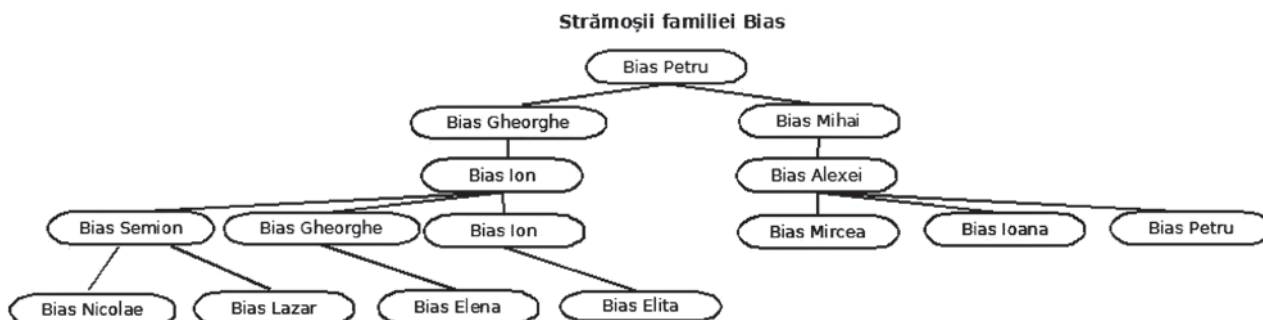 Strămoșii familiei Bias
Bias Petru
Bias Gheorghe
Bias Mihai
Bias Ion
Bias Alexei
Bias Semion
Bias Gheorghe
Bias Ion
Bias Mircea
Bias Ioana
Bias Petru
Bias Nicolae
Bias Lazar
Bias Elena
Bias Elita